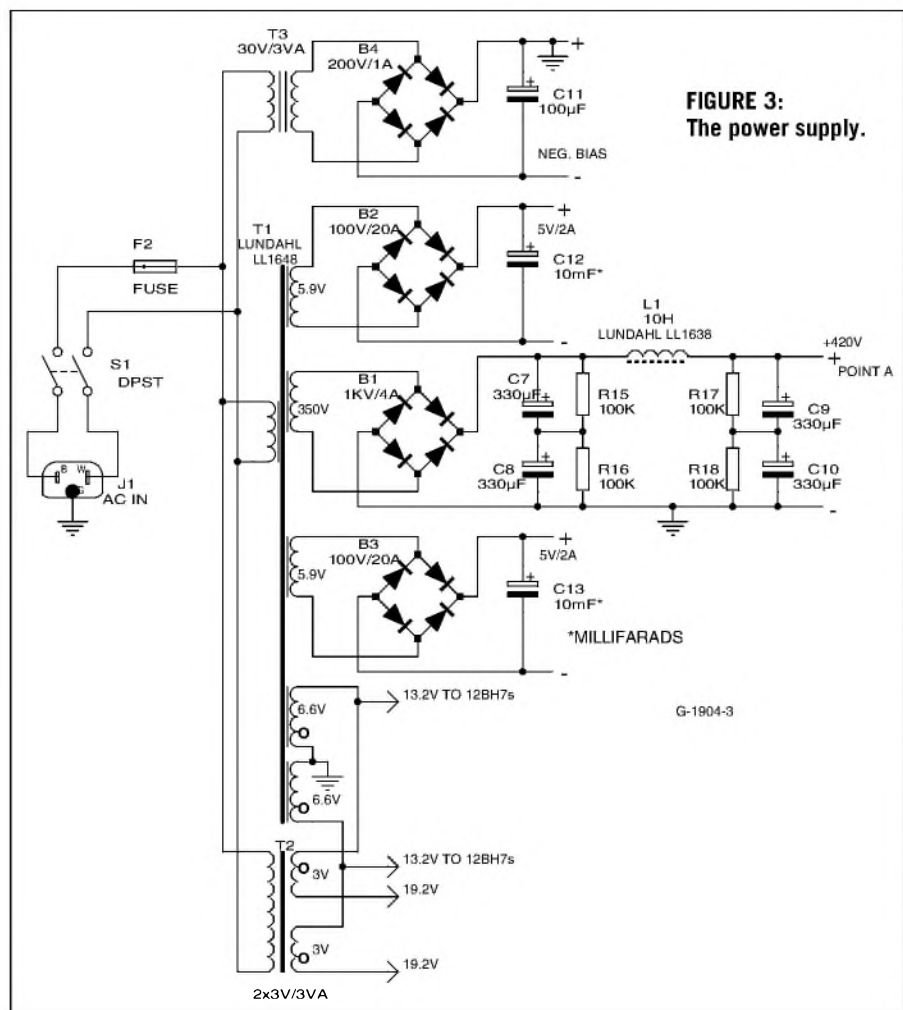 T3
30V/3VA
B4
200V/1A
+
+
C11
100µF
NEG. BIAS
-
FIGURE 3:
The power supply.
T1
LUNDAHL
LL1648
B2
100V/20A
+
5V/2A
5.9V
+
C12
10mF*
-
F2
FUSE
S1
DPST
B W
G
J1
AC IN
B1
1KV/4A
350V
L1
10H
LUNDAHL LL1638
+420V
+
POINT A
C7
330µF
+
R15
100K
R17
100K
+
C9
330µF
C8
330µF
+
R16
100K
R18
100K
+
C10
330µF
-
B3
100V/20A
+
5V/2A
5.9V
+
C13
10mF*
*MILLIFARADS
-
6.6V
13.2V TO 12BH7s
G-1904-3
6.6V
T2
3V
13.2V TO 12BH7s
19.2V
3V
19.2V
2x3V/3VA